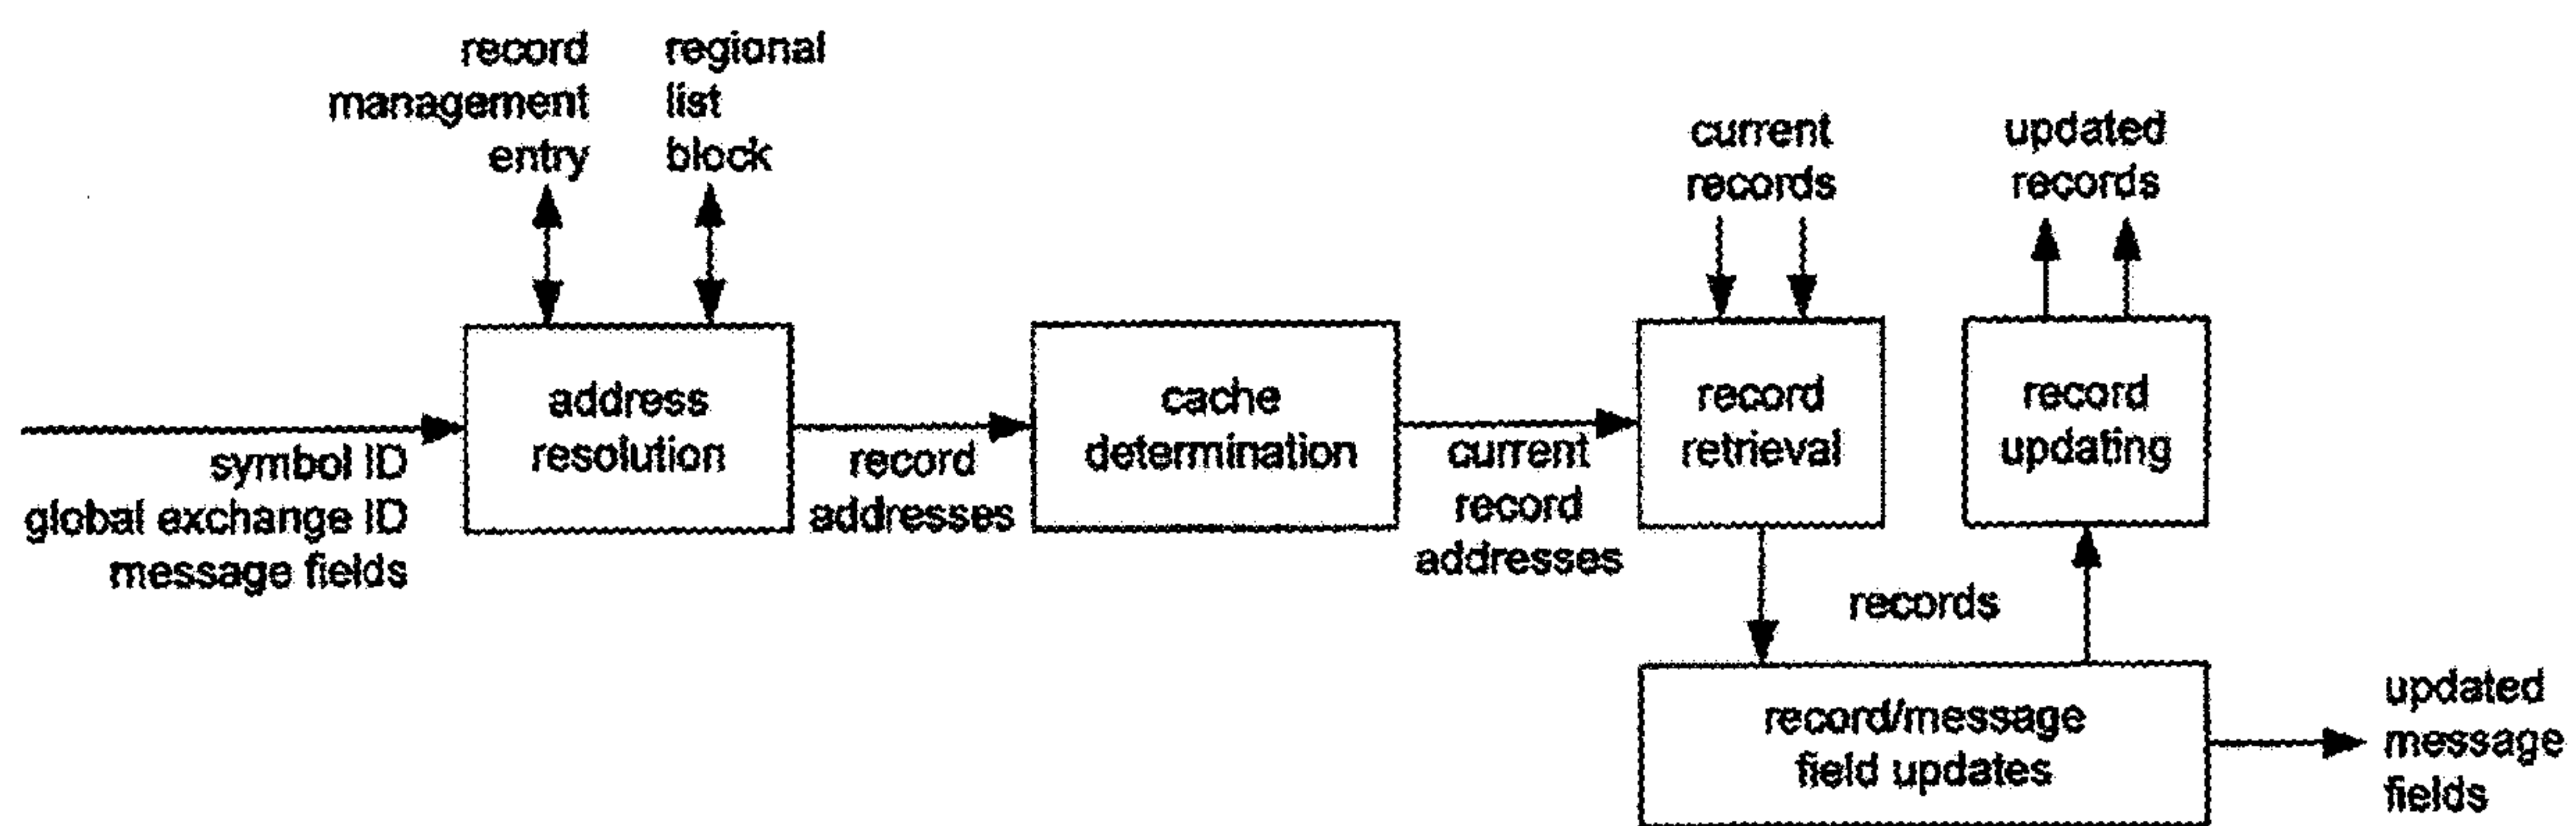 record
management
entry
regional
list
block
current
records
updated
records
address
resolution
cache
determination
record
retrieval
record
updating
symbol ID
global exchange ID
message fields
record
addresses
current
record
addresses
records
record/message
field updates
updated
message
fields